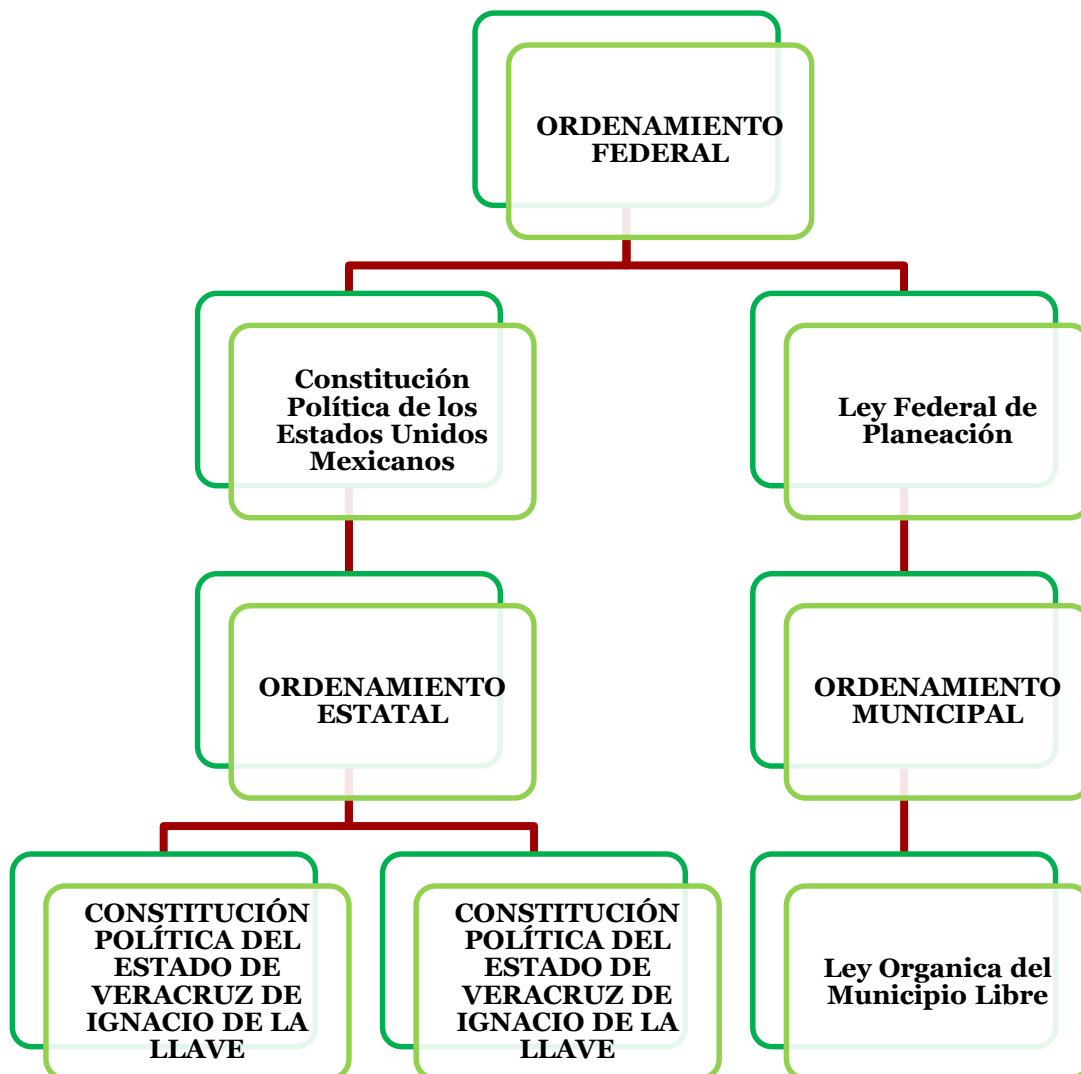 ORDENAMIENTO
FEDERAL
Constitución
Política de los
Estados Unidos
Mexicanos
Ley Federal de
Planeación
ORDENAMIENTO
ESTATAL
ORDENAMIENTO
MUNICIPAL
CONSTITUCIÓN
POLÍTICA DEL
ESTADO DE
VERACRUZ DE
IGNACIO DE LA
LLAVE
CONSTITUCIÓN
POLÍTICA DEL
ESTADO DE
VERACRUZ DE
IGNACIO DE LA
LLAVE
Ley Organica del
Municipio Libre